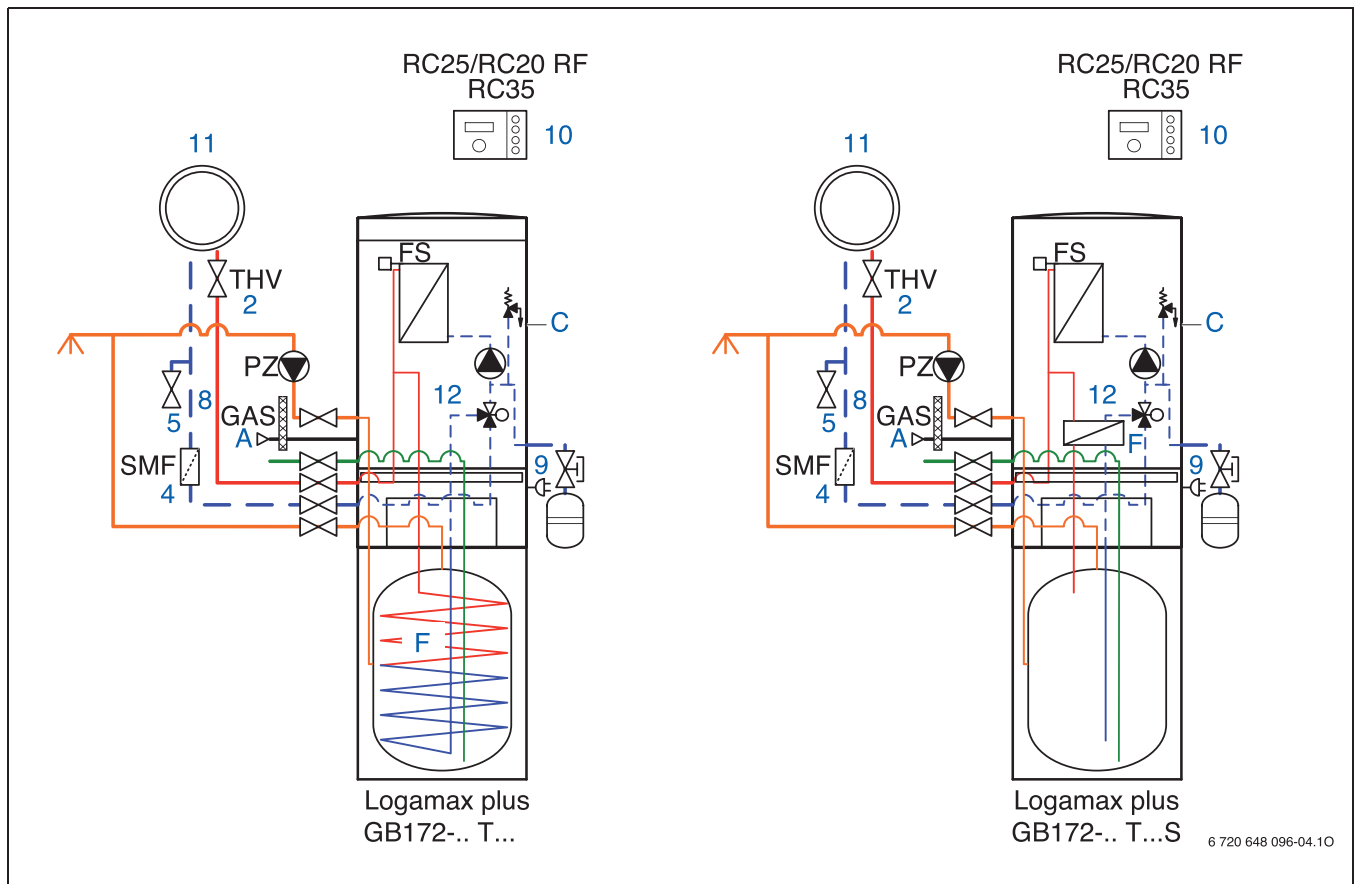 RC25/RC20 RF
RC35
10
11
FS
THV
2
C
PZ
12
5
8
GAS
A
SMF
9
4
F
Logamax plus
GB172-.. T...
RC25/RC20 RF
RC35
10
11
FS
THV
2
C
PZ
12
5
8
GAS
A
F
SMF
9
4
Logamax plus
GB172-.. T...S
6 720 648 096-04.1O